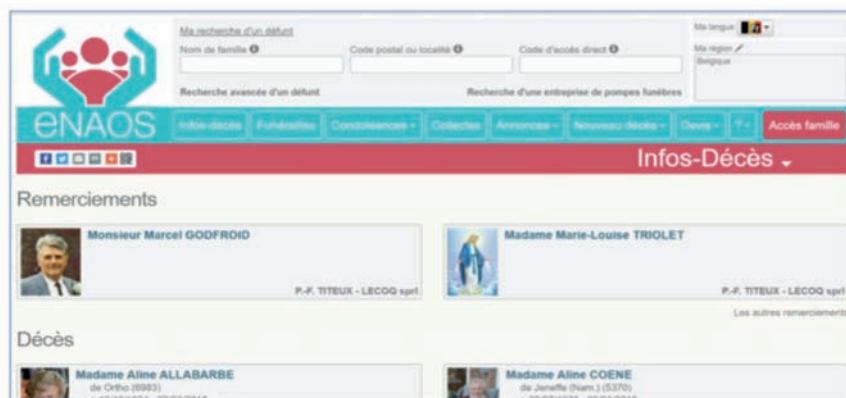 Ma recherche d'un défunt
Nom de famille
Code postal ou localité
Code d'accès direct
Recherche avancée d'un défunt
Recherche d'une entreprise de pompes funèbres
Ma langue
Ma région
Belgique
eNAOS
Infos-décès Funérailles Condoléances Collectes Annonces Nouveau décès Devis ? Accès famille
Infos-Décès
Remerciements
Monsieur Marcel GODFROID
P.-F. TITEUX - LECOQ sprl
Madame Marie-Louise TRIOLET
P.-F. TITEUX - LECOQ sprl
Les autres remerciements
Décès
Madame Aline ALLABARBE
de Ortho (6983)
Madame Aline COENE
de Jeneffe (Nam.) (5370)